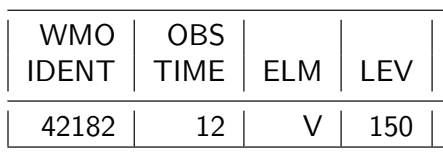 WMO OBS
IDENT TIME ELM LEV
42182 12 V 150